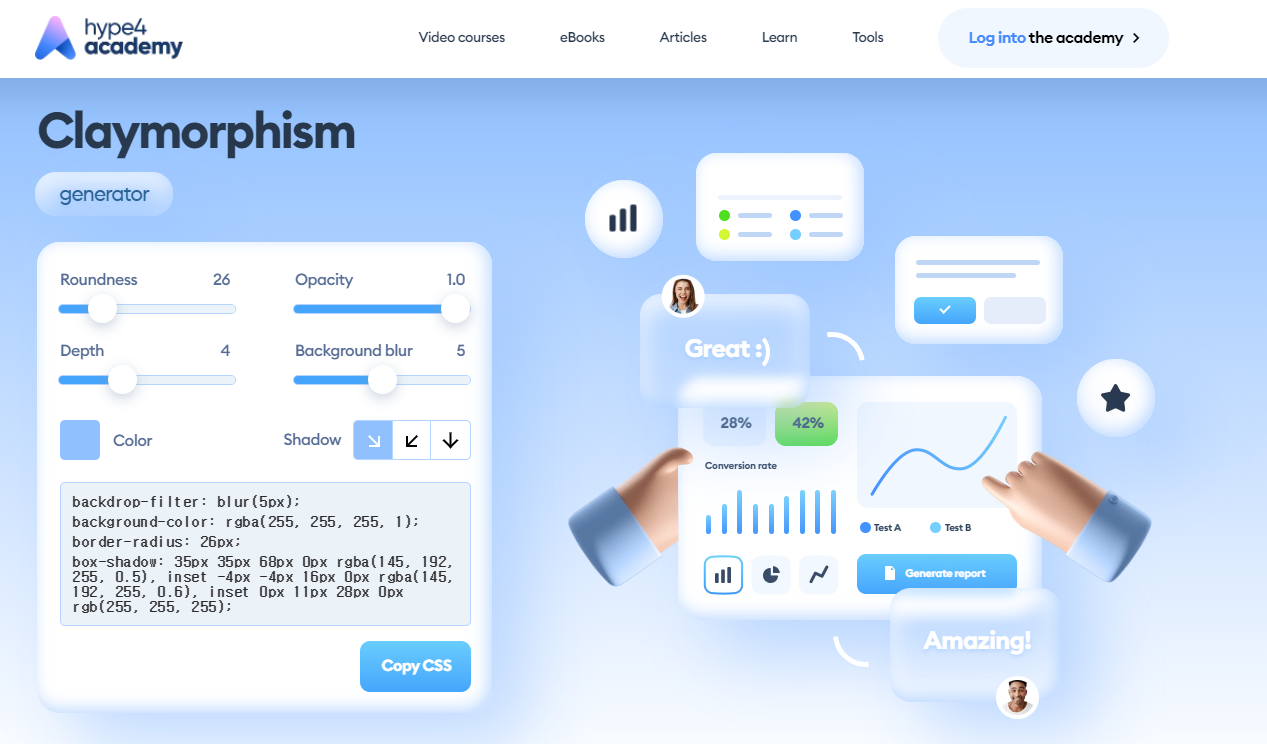 hype4
academy
Video courses
eBooks
Articles
Learn
Tools
Log into the academy
Claymorphism
generator
Roundness 26
Opacity 1.0
Depth 4
Background blur 5
Color
Shadow
backdrop-filter: blur(5px);
background-color: rgba(255, 255, 255, 1);
border-radius: 26px;
box-shadow: 35px 35px 68px 0px rgba(145, 192,
255, 0.5), inset -4px -4px 16px 0px rgba(145,
192, 255, 0.6), inset 0px 11px 28px 0px
rgb(255, 255, 255);
Copy CSS
Great :)
28%
42%
Conversion rate
Test A
Test B
Generate report
Amazing!